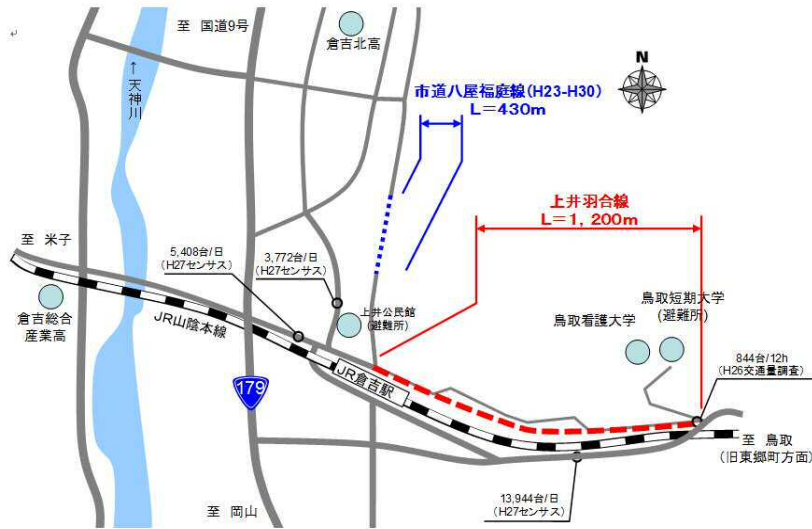 至 国道9号
倉吉北高
N
↑天神川
市道八屋福庭線(H23-H30)
L=430m
上井羽合線
L=1,200m
至 米子
5,408台/日
(H27センサス)
3,772台/日
(H27センサス)
上井公民館
(避難所)
鳥取短期大学
(避難所)
鳥取看護大学
倉吉総合
産業高
JR山陰本線
844台/12h
(H26交通量調査)
179
JR倉吉駅
至 鳥取
(旧東郷町方面)
13,944台/日
(H27センサス)
至 岡山